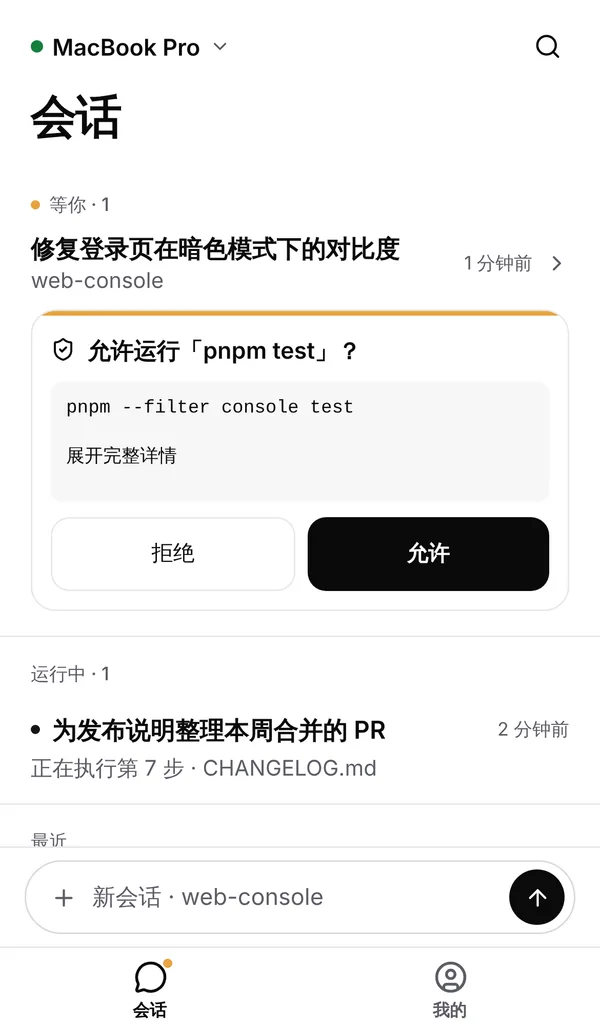 MacBook Pro
会话
等你 · 1
修复登录页在暗色模式下的对比度
web-console
1 分钟前
允许运行「pnpm test」？
pnpm --filter console test
展开完整详情
拒绝
允许
运行中 · 1
为发布说明整理本周合并的 PR
2 分钟前
正在执行第 7 步 · CHANGELOG.md
最近
新会话 · web-console
会话
我的